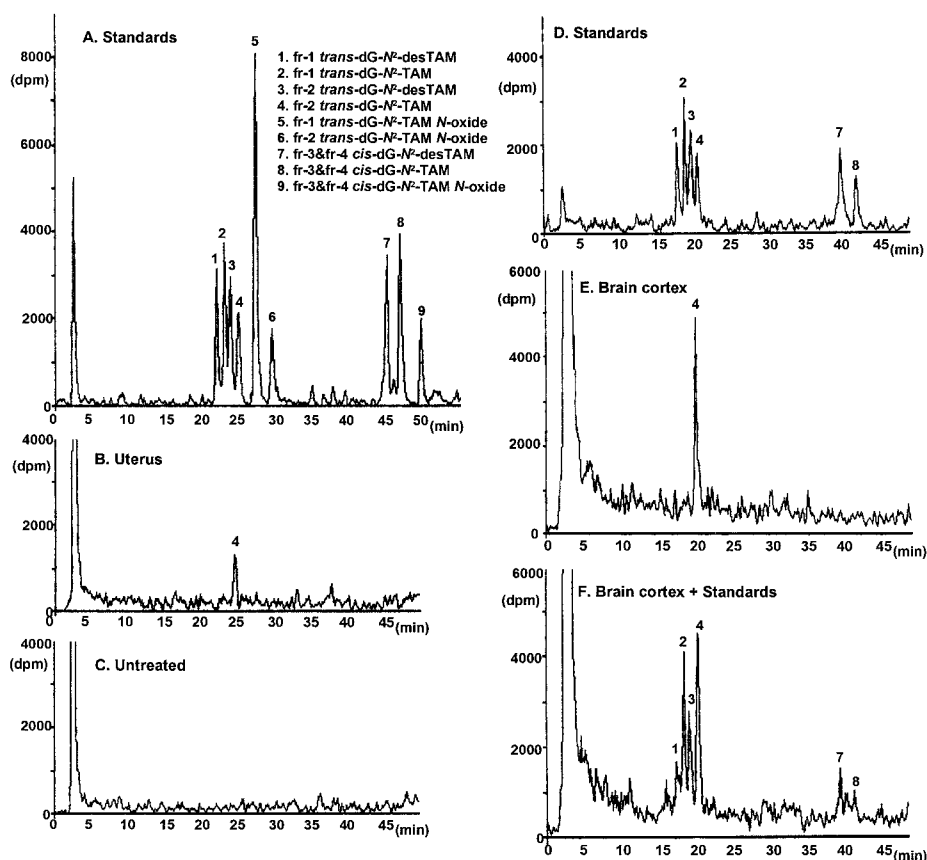 A. Standards
8000
(dpm)
6000
4000
2000
0
5
1. fr-1 trans-dG-N²-desTAM
2. fr-1 trans-dG-N²-TAM
3. fr-2 trans-dG-N²-desTAM
4. fr-2 trans-dG-N²-TAM
5. fr-1 trans-dG-N²-TAM N-oxide
6. fr-2 trans-dG-N²-TAM N-oxide
7. fr-3&fr-4 cis-dG-N²-desTAM
8. fr-3&fr-4 cis-dG-N²-TAM
9. fr-3&fr-4 cis-dG-N²-TAM N-oxide
1 2 3 4 6 7 8 9
0 5 10 15 20 25 30 35 40 45 50 (min)
B. Uterus
4000
(dpm)
2000
0
4
0 5 10 15 20 25 30 35 40 45 (min)
C. Untreated
4000
(dpm)
2000
0
0 5 10 15 20 25 30 35 40 45 (min)
D. Standards
4000
(dpm)
2000
0
1 2 3 4 7 8
0 5 10 15 20 25 30 35 40 45 (min)
E. Brain cortex
6000
(dpm)
4000
2000
0
4
0 5 10 15 20 25 30 35 40 45 (min)
F. Brain cortex + Standards
6000
(dpm)
4000
2000
0
1 2 3 4 7 8
0 5 10 15 20 25 30 35 40 45 (min)